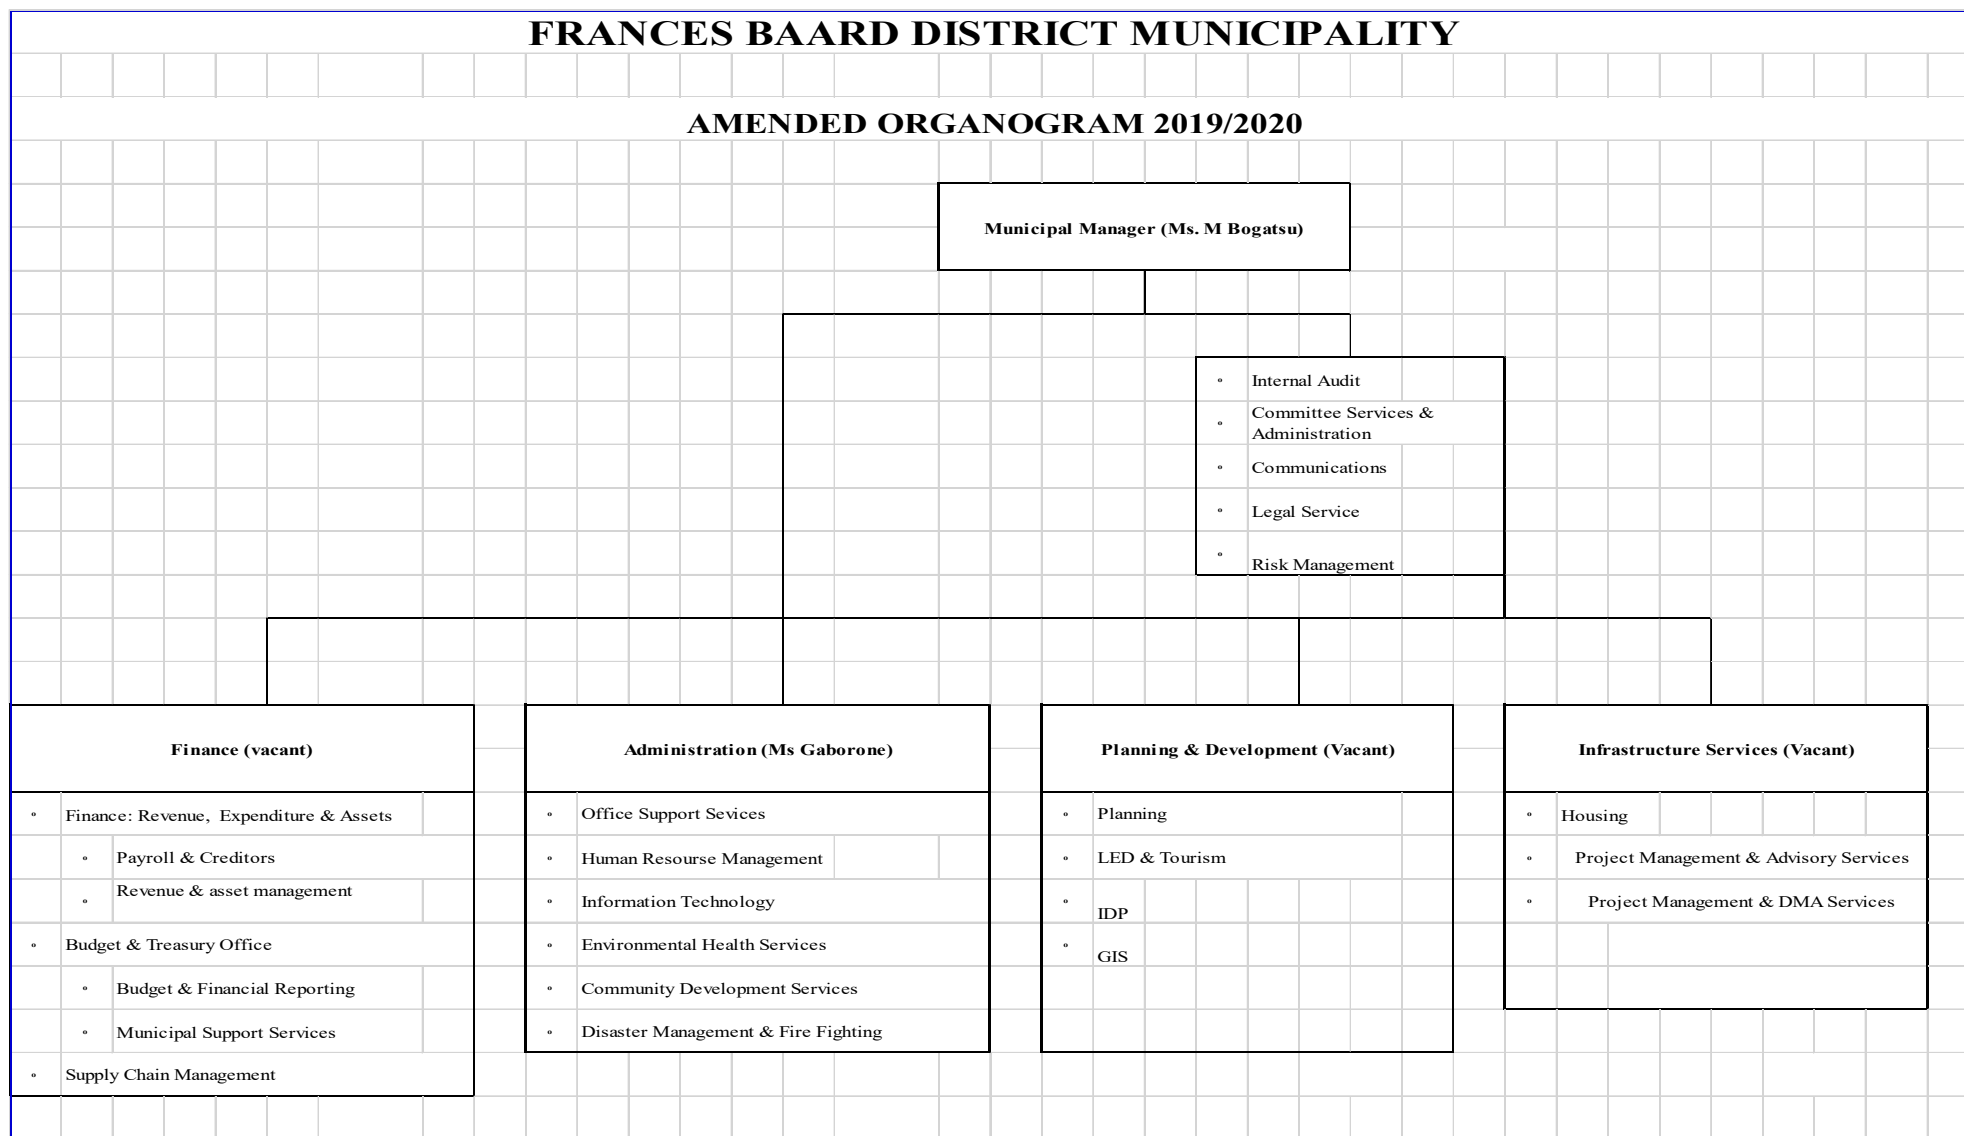 FRANCES BAARD DISTRICT MUNICIPALITY
AMENDED ORGANOGRAM 2019/2020
Municipal Manager (Ms. M Bogatsu)
° Internal Audit
° Committee Services &
Administration
° Communications
° Legal Service
° Risk Management
Finance (vacant)
° Finance: Revenue, Expenditure & Assets
° Payroll & Creditors
° Revenue & asset management
° Budget & Treasury Office
° Budget & Financial Reporting
° Municipal Support Services
° Supply Chain Management
Administration (Ms Gaborone)
° Office Support Sevices
° Human Resourse Management
° Information Technology
° Environmental Health Services
° Community Development Services
° Disaster Management & Fire Fighting
Planning & Development (Vacant)
° Planning
° LED & Tourism
° IDP
° GIS
Infrastructure Services (Vacant)
° Housing
° Project Management & Advisory Services
° Project Management & DMA Services